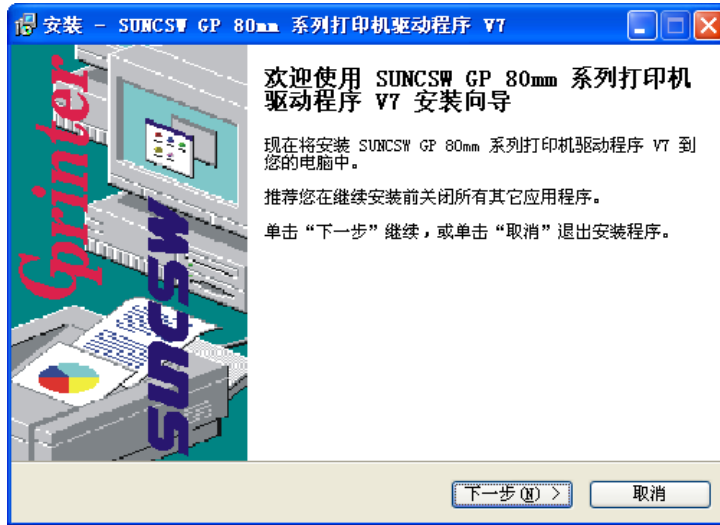 安装 - SUNCSW GP 80mm 系列打印机驱动程序 V7
欢迎使用 SUNCSW GP 80mm 系列打印机
驱动程序 V7 安装向导
现在将安装 SUNCSW GP 80mm 系列打印机驱动程序 V7 到
您的电脑中。
推荐您在继续安装前关闭所有其它应用程序。
单击“下一步”继续,或单击“取消”退出安装程序。
Gprinter
suncsw
下一步(N) >
取消